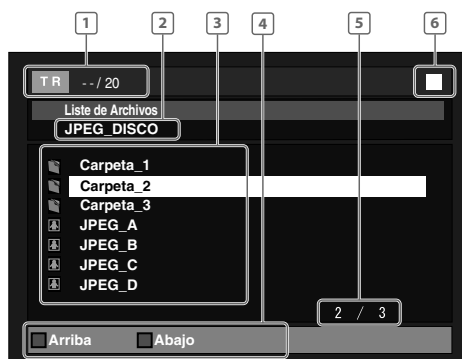 1 2 3 4 5 6
TR --/20
Liste de Archivos
JPEG_DISCO
Carpeta_1
Carpeta_2
Carpeta_3
JPEG_A
JPEG_B
JPEG_C
JPEG_D
2 / 3
Arriba Abajo